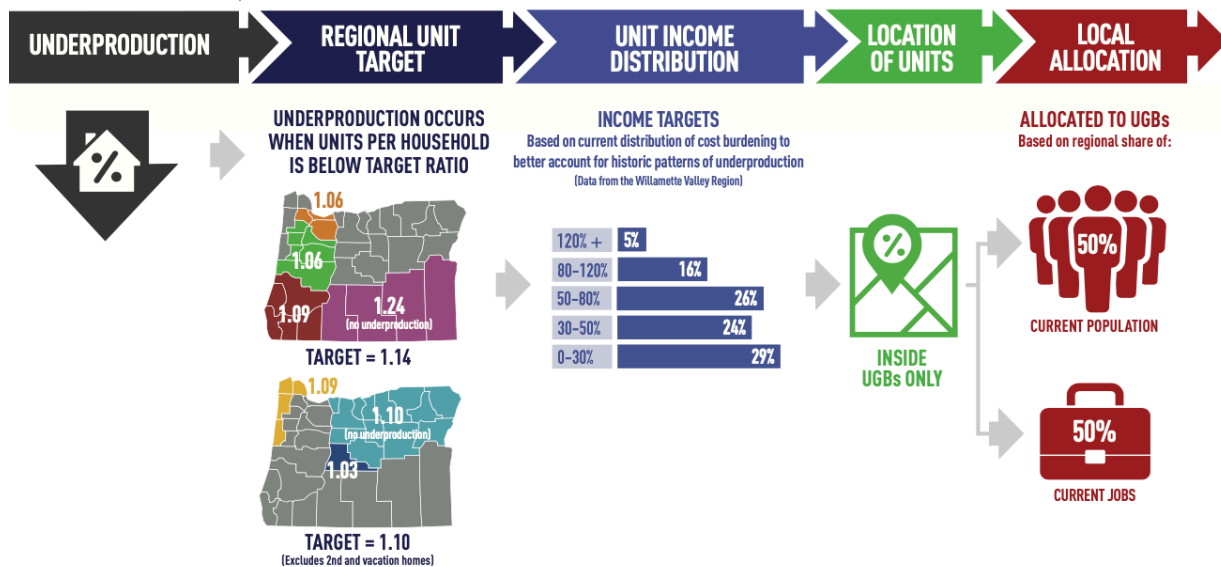 UNDERPRODUCTION
REGIONAL UNIT
TARGET
UNIT INCOME
DISTRIBUTION
LOCATION
OF UNITS
LOCAL
ALLOCATION
%
UNDERPRODUCTION OCCURS
WHEN UNITS PER HOUSEHOLD
IS BELOW TARGET RATIO
1.06
1.06
1.09
1.24
(no underproduction)
TARGET = 1.14
1.09
1.10
(no underproduction)
1.03
TARGET = 1.10
(Excludes 2nd and vacation homes)
INCOME TARGETS
Based on current distribution of cost burdening to
better account for historic patterns of underproduction
(Data from the Willamette Valley Region)
120% + 5%
80–120% 16%
50–80% 26%
30–50% 24%
0–30% 29%
%
INSIDE
UGBs ONLY
ALLOCATED TO UGBs
Based on regional share of:
50%
CURRENT POPULATION
50%
CURRENT JOBS